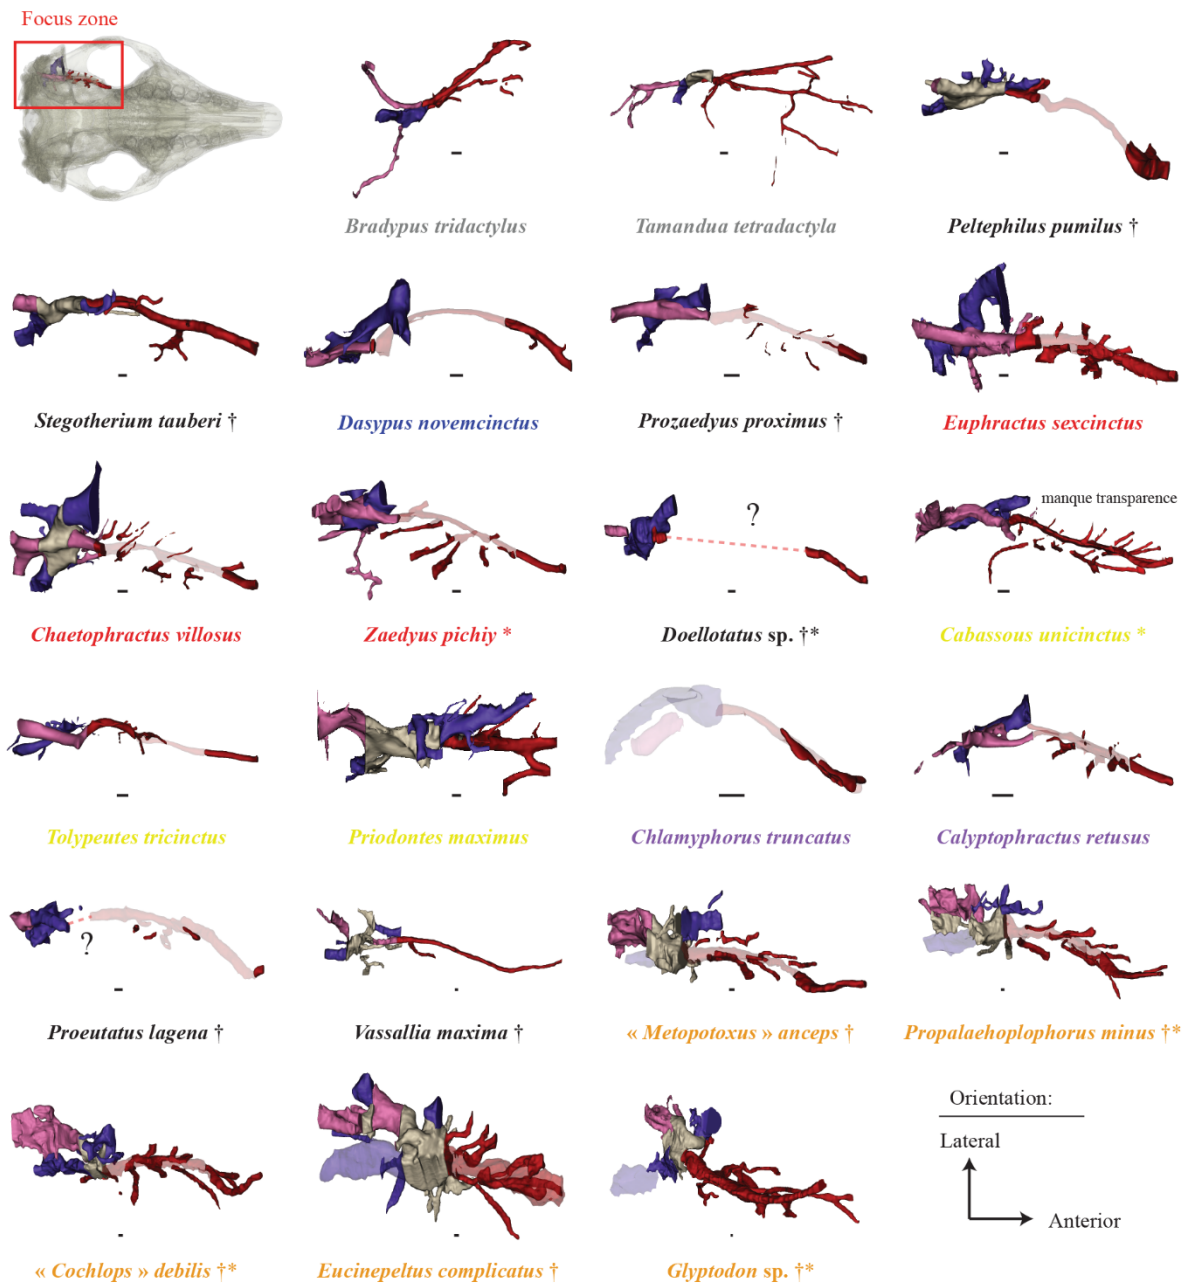 Focus zone
Bradypus tridactylus
Tamandua tetradactyla
Peltephilus pumilus †
Stegotherium tauberi †
Dasypus novemcinctus
Prozaedyus proximus †
Euphractus sexcinctus
?
manque transparence
Chaetophractus villosus
Zaedyus pichiy *
Doellotatus sp. †*
Cabassous unicinctus *
Tolypeutes tricinctus
Priodontes maximus
Chlamyphorus truncatus
Calyptophractus retusus
?
Proeutatus lagena †
Vassallia maxima †
« Metopotoxus » anceps †
Propalaehoplophorus minus †*
Orientation:
Lateral
Anterior
« Cochlops » debilis †*
Eucinepeltus complicatus †
Glyptodon sp. †*